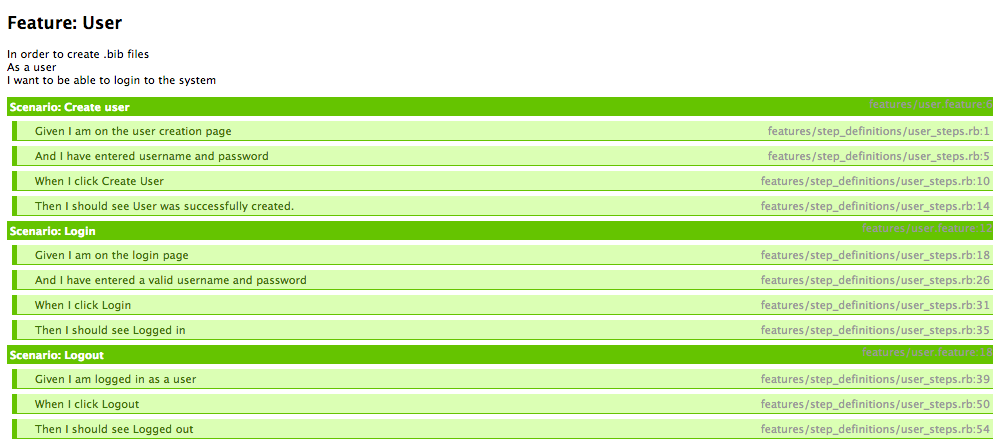 Feature: User
In order to create .bib files
As a user
I want to be able to login to the system
Scenario: Create user features/user.feature:6
Given I am on the user creation page features/step_definitions/user_steps.rb:1
And I have entered username and password features/step_definitions/user_steps.rb:5
When I click Create User features/step_definitions/user_steps.rb:10
Then I should see User was successfully created. features/step_definitions/user_steps.rb:14
Scenario: Login features/user.feature:12
Given I am on the login page features/step_definitions/user_steps.rb:18
And I have entered a valid username and password features/step_definitions/user_steps.rb:26
When I click Login features/step_definitions/user_steps.rb:31
Then I should see Logged in features/step_definitions/user_steps.rb:35
Scenario: Logout features/user.feature:18
Given I am logged in as a user features/step_definitions/user_steps.rb:39
When I click Logout features/step_definitions/user_steps.rb:50
Then I should see Logged out features/step_definitions/user_steps.rb:54